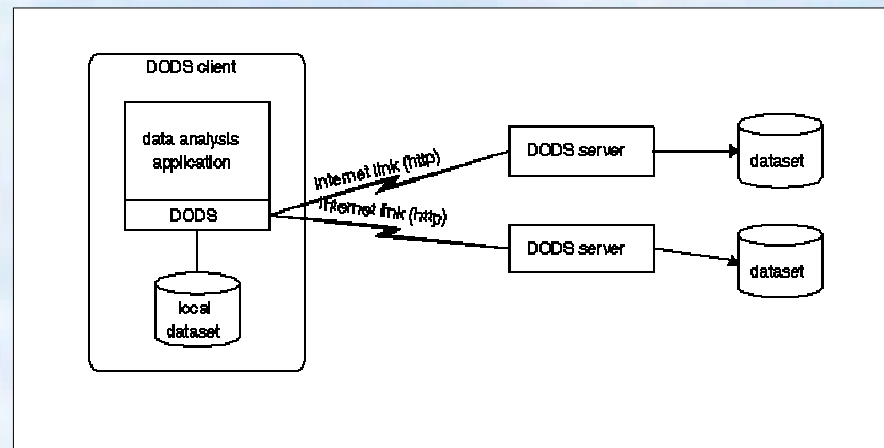 DODS client
data analysis
application
DODS
local
dataset
internet link (http)
internet link (http)
DODS server
dataset
DODS server
dataset